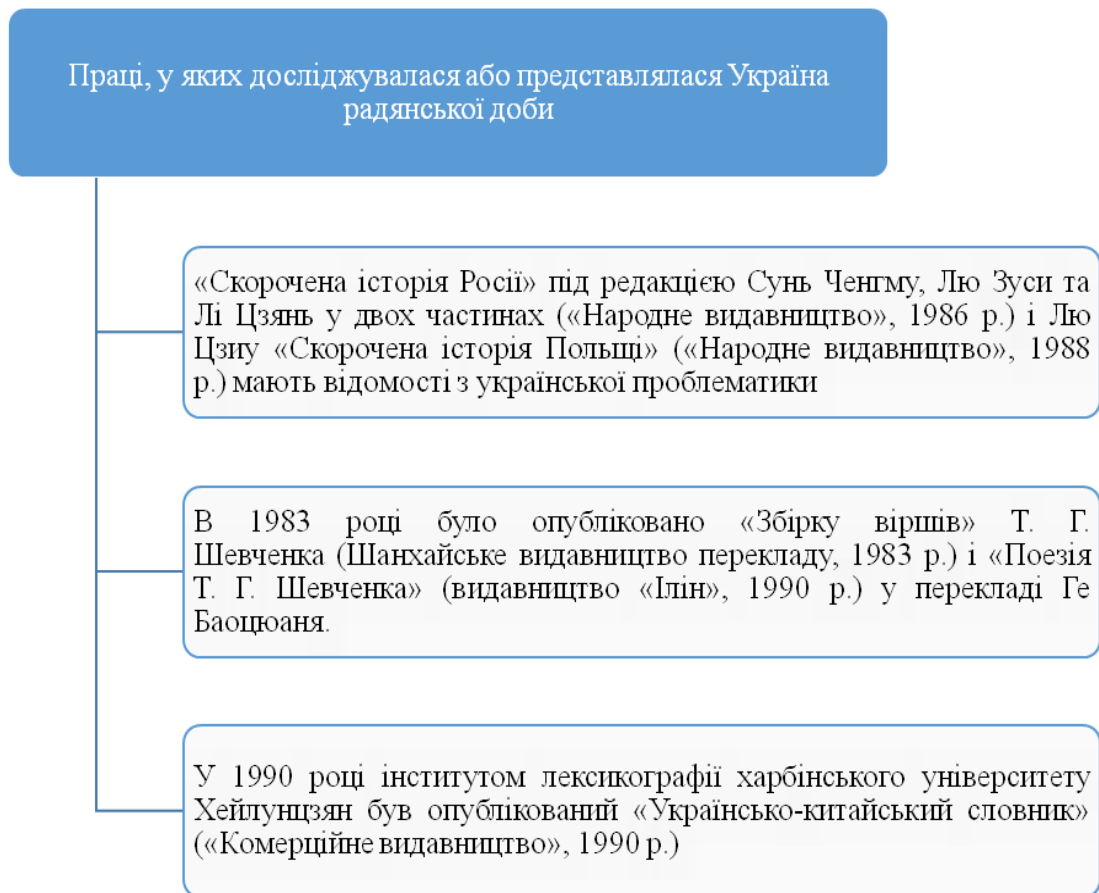 Праці, у яких досліджувалася або представлялася Україна
радянської доби
«Скорочена історія Росії» під редакцією Сунь Ченгму, Лю Зуси та
Лі Цзянь у двох частинах («Народне видавництво», 1986 р.) і Лю
Цзиу «Скорочена історія Польщі» («Народне видавництво», 1988
р.) мають відомості з української проблематики
В 1983 році було опубліковано «Збірку віршів» Т. Г.
Шевченка (Шанхайське видавництво перекладу, 1983 р.) і «Поезія
Т. Г. Шевченка» (видавництво «Ілін», 1990 р.) у перекладі Ге
Баоцюаня.
У 1990 році інститутом лексикографії харбінського університету
Хейлунцзян був опублікований «Українсько-китайський словник»
(«Комерційне видавництво», 1990 р.)